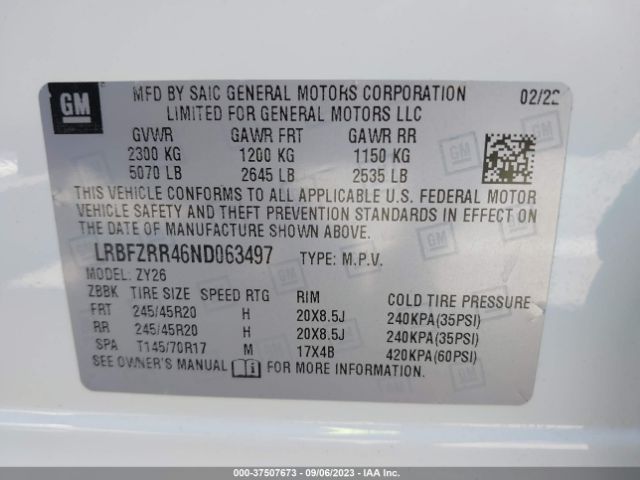 GM
MFD BY SAIC GENERAL MOTORS CORPORATION 02/22
LIMITED FOR GENERAL MOTORS LLC
GVWR GAWR FRT GAWR RR
2300 KG 1200 KG 1150 KG
5070 LB 2645 LB 2535 LB
THIS VEHICLE CONFORMS TO ALL APPLICABLE U.S. FEDERAL MOTOR
VEHICLE SAFETY AND THEFT PREVENTION STANDARDS IN EFFECT ON
THE DATE OF MANUFACTURE SHOWN ABOVE.
LRBFZRR46ND063497 TYPE: M.P.V.
MODEL: ZY26
ZBBK TIRE SIZE SPEED RTG RIM COLD TIRE PRESSURE
FRT 245/45R20 H 20X8.5J 240KPA(35PSI)
RR 245/45R20 H 20X8.5J 240KPA(35PSI)
SPA T145/70R17 M 17X4B 420KPA(60PSI)
SEE OWNER'S MANUAL FOR MORE INFORMATION.
000-37507673 - 09/06/2023 - IAAI.com